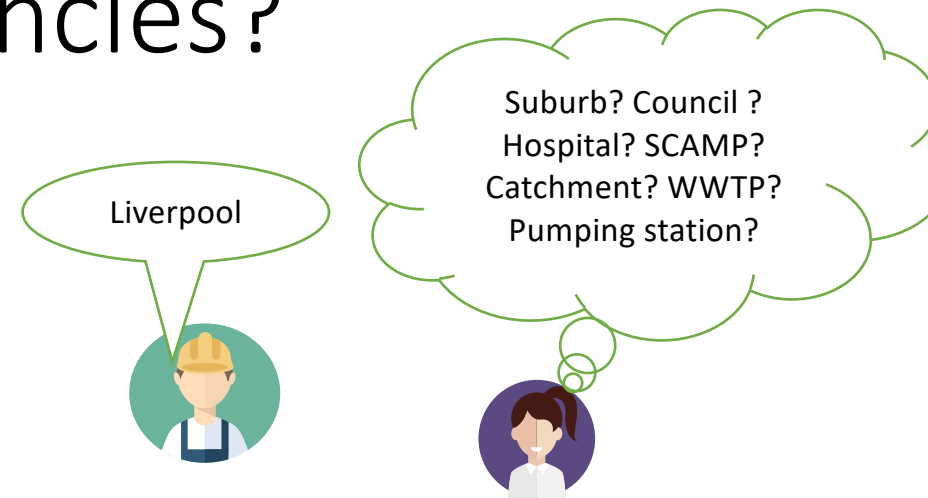 ncies?
Suburb? Council ?
Hospital? SCAMP?
Catchment? WWTP?
Pumping station?
Liverpool